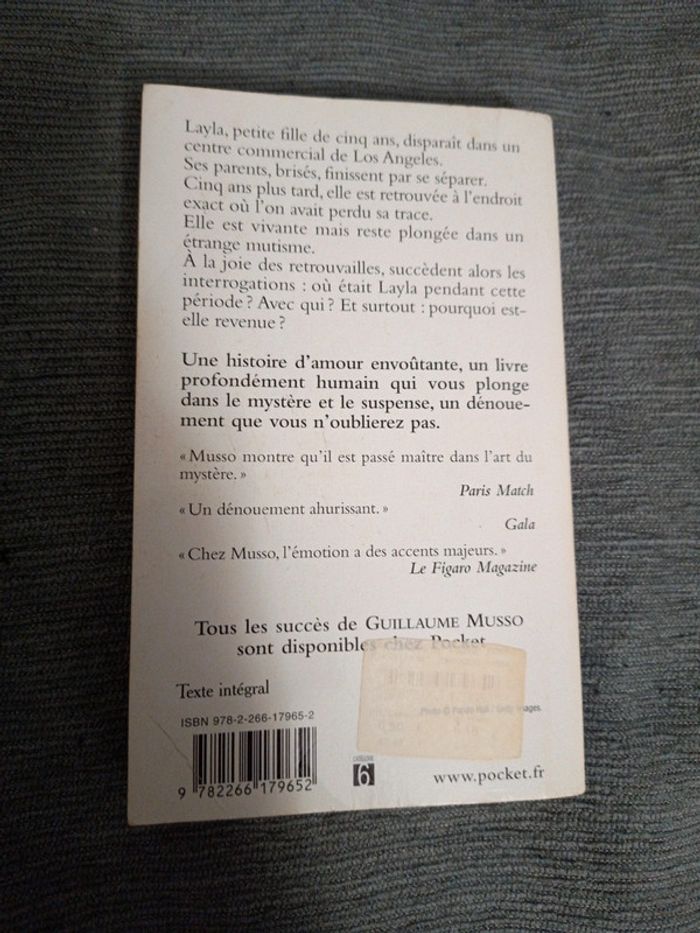 Layla, petite fille de cinq ans, disparaît dans un
centre commercial de Los Angeles.
Ses parents, brisés, finissent par se séparer.
Cinq ans plus tard, elle est retrouvée à l'endroit
exact où l'on avait perdu sa trace.
Elle est vivante mais reste plongée dans un
étrange mutisme.
À la joie des retrouvailles, succèdent alors les
interrogations : où était Layla pendant cette
période ? Avec qui ? Et surtout : pourquoi est-
elle revenue ?
Une histoire d'amour envoûtante, un livre
profondément humain qui vous plonge
dans le mystère et le suspense, un dénoue-
ment que vous n'oublierez pas.
« Musso montre qu'il est passé maître dans l'art du
mystère. »
Paris Match
« Un dénouement ahurissant. »
Gala
« Chez Musso, l'émotion a des accents majeurs. »
Le Figaro Magazine
Tous les succès de GUILLAUME MUSSO
sont disponibles chez Pocket
Texte intégral
Photo © Images.
ISBN 978-2-266-17965-2
9 782266 179652
CATÉGORIE
6
www.pocket.fr